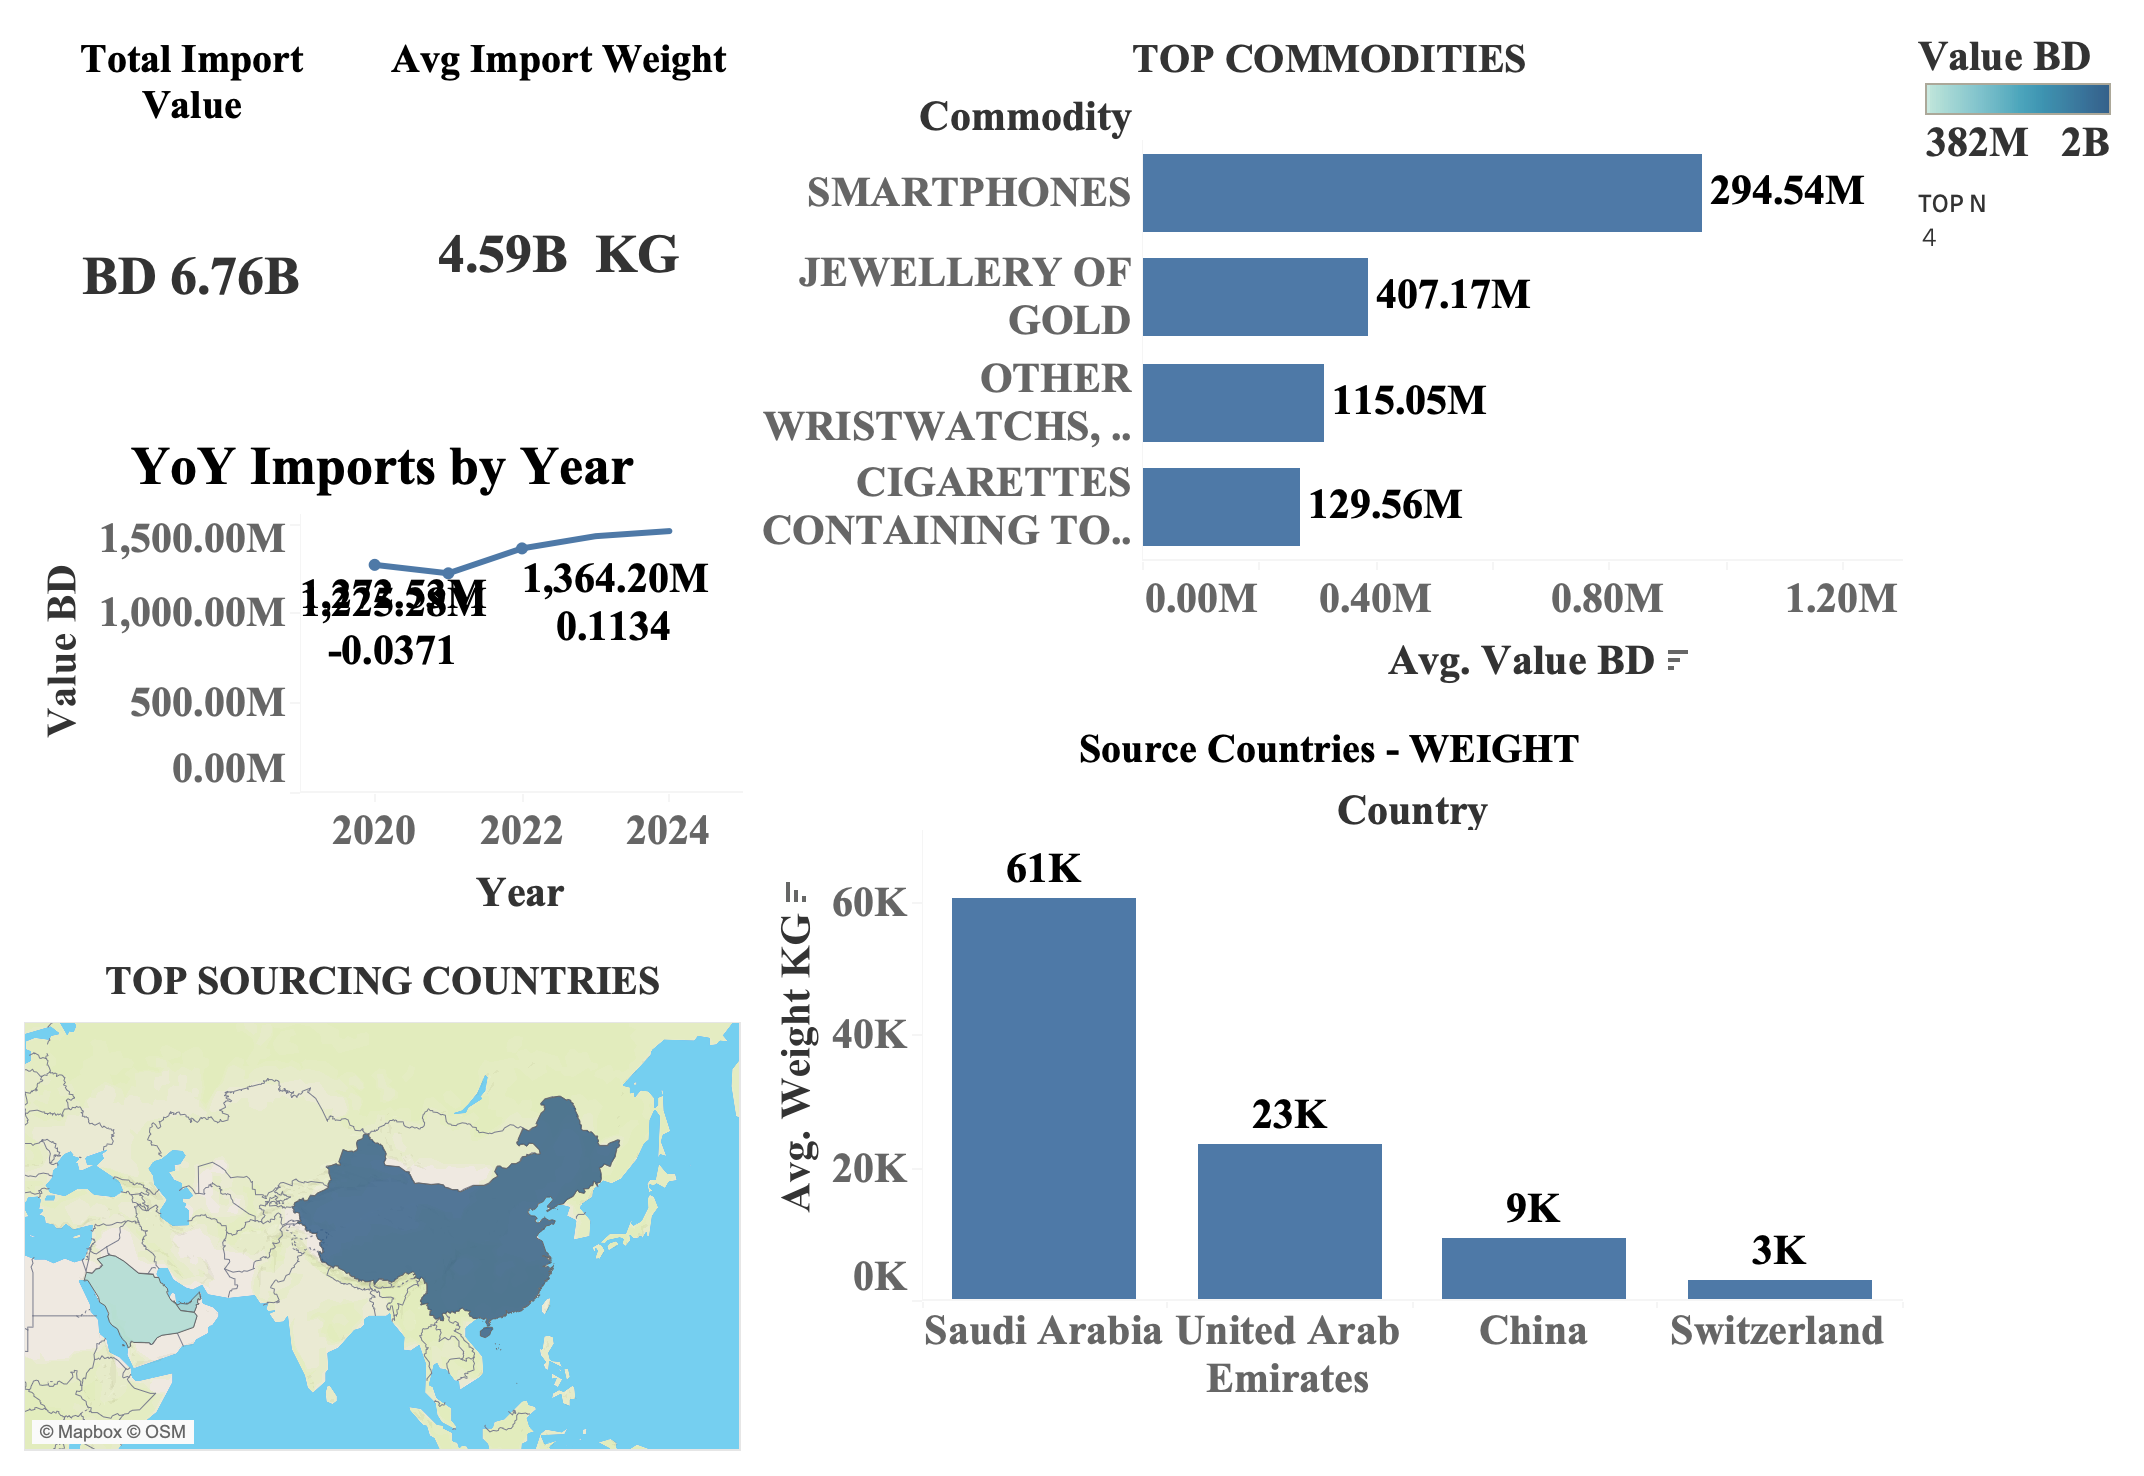 Total Import
Value
BD 6.76B
Avg Import Weight
4.59B KG
TOP COMMODITIES
Commodity
SMARTPHONES
294.54M
JEWELLERY OF
GOLD
407.17M
OTHER
WRISTWATCHS, ..
115.05M
CIGARETTES
CONTAINING TO..
129.56M
0.00M
0.40M
0.80M
1.20M
Avg. Value BD
Value BD
382M
2B
TOP N
4
YoY Imports by Year
Value BD
1,500.00M
1,000.00M
500.00M
0.00M
1,225.28M
-0.0371
1,364.20M
0.1134
2020
2022
2024
Year
TOP SOURCING COUNTRIES
© Mapbox © OSM
Source Countries - WEIGHT
Country
Avg. Weight KG
60K
40K
20K
0K
61K
23K
9K
3K
Saudi Arabia
United Arab
Emirates
China
Switzerland